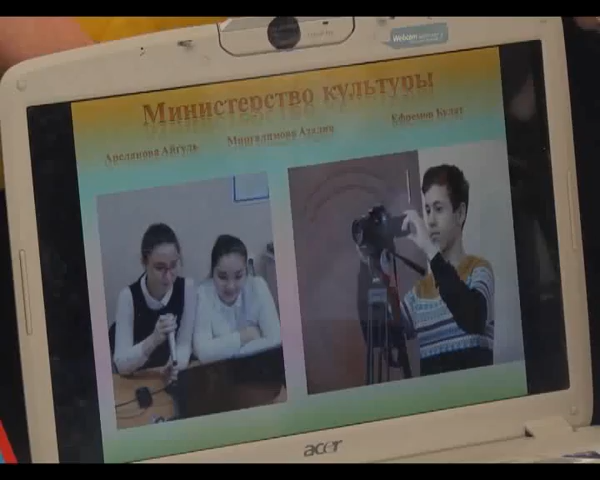 Министерство культуры
Арсланова Айгуль Мингалимова Азалия Ефремов Булат
acer